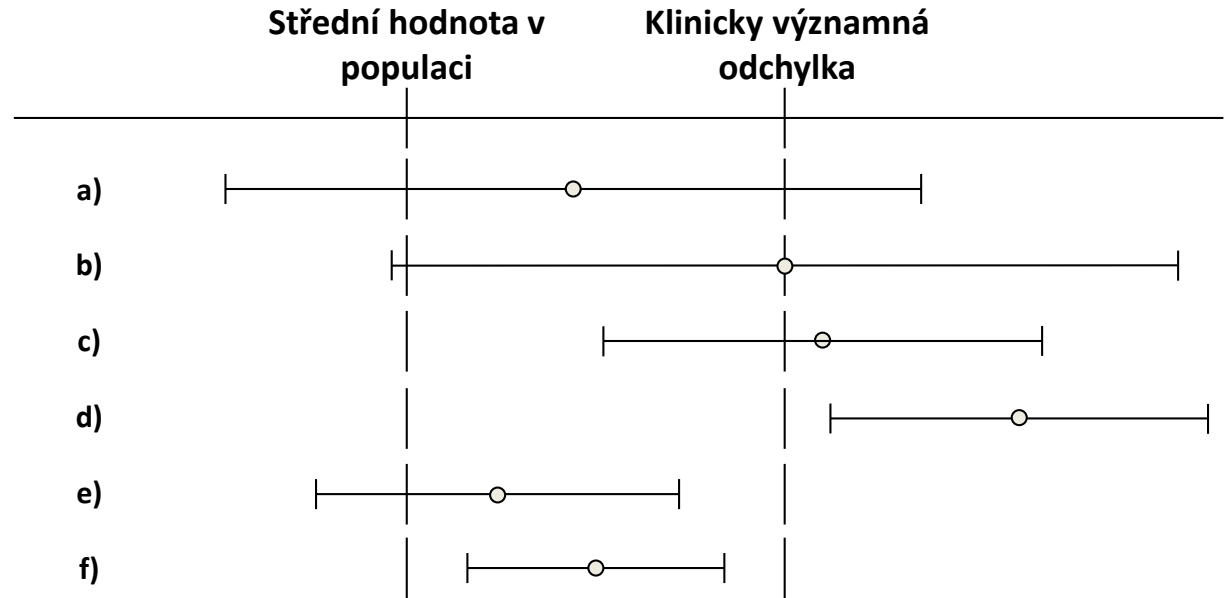 Střední hodnota v
populaci
Klinicky významná
odchylka
a)
b)
c)
d)
e)
f)